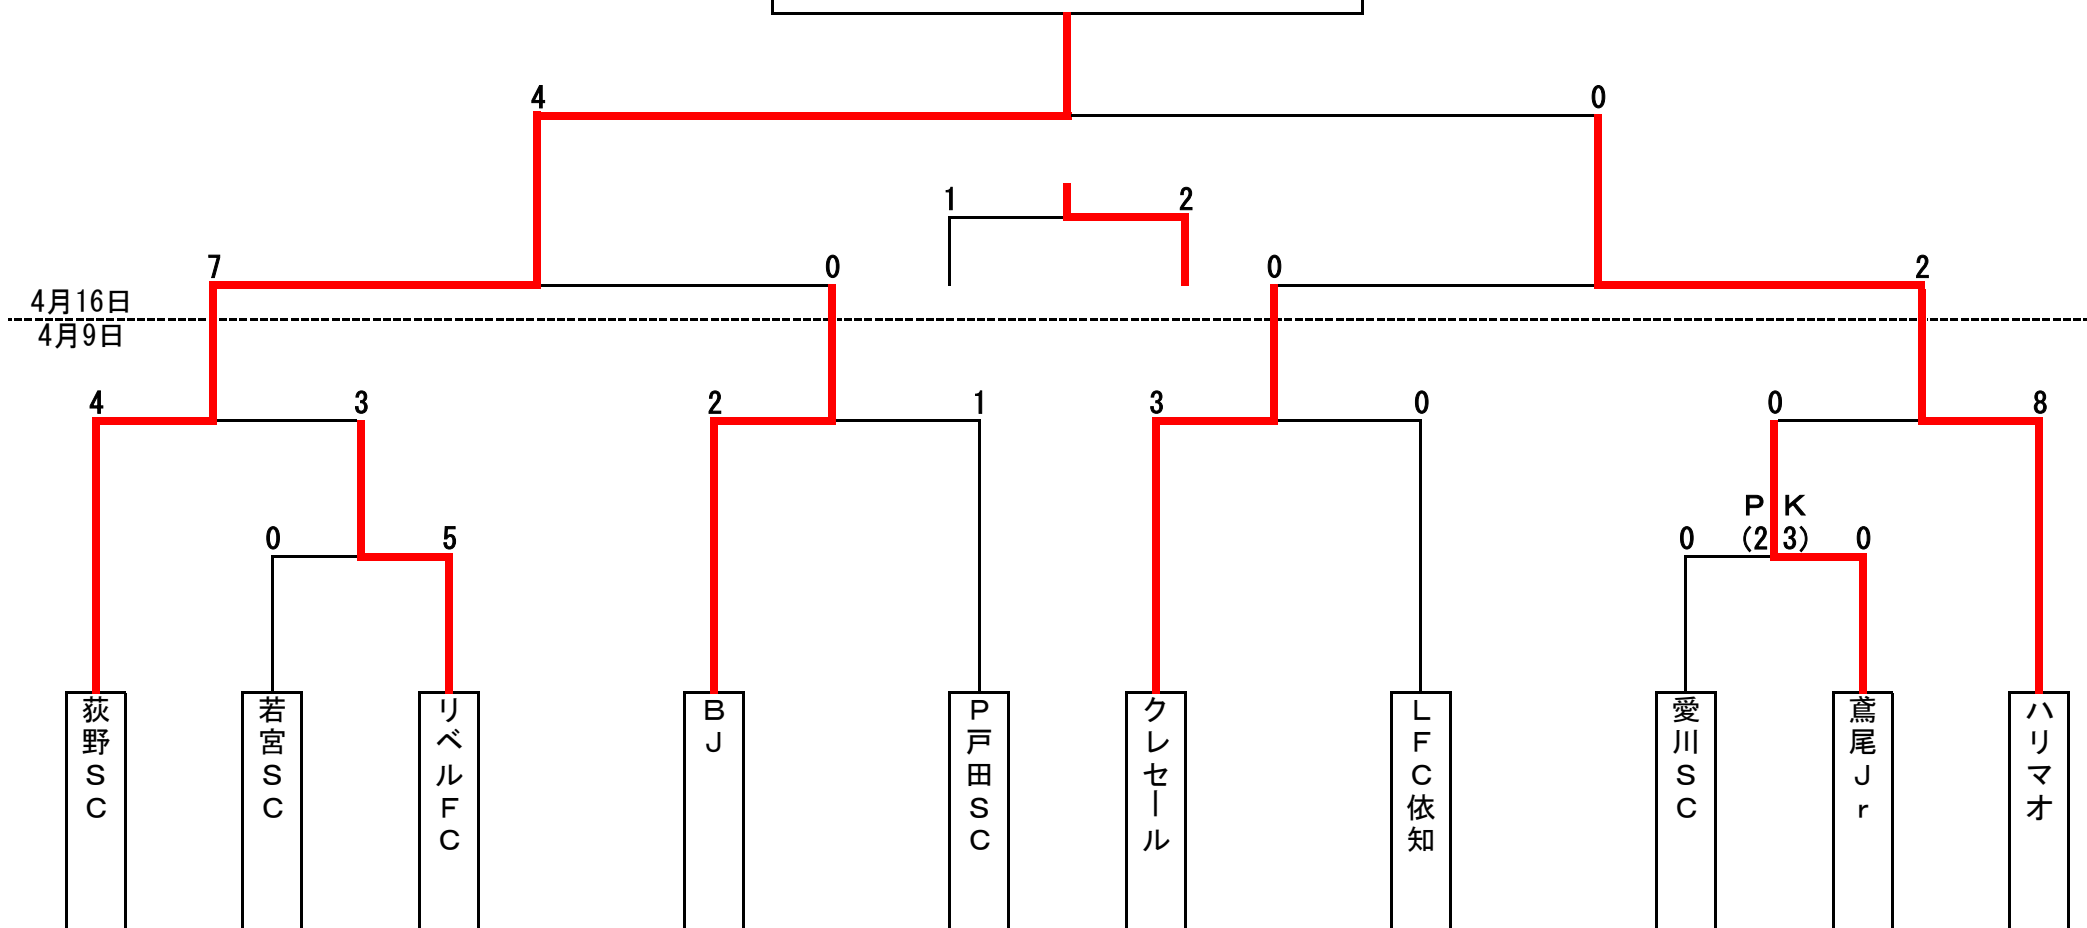 4 0
1 2
7 0 0 2
4月16日
4月9日
4 3 2 1 3 0 0 8
ＰＫ
0 5 0 (2 3) 0
荻野ＳＣ
若宮ＳＣ
リベルＦＣ
ＢＪ
Ｐ戸田ＳＣ
クレセール
ＬＦＣ依知
愛川ＳＣ
鳶尾Ｊｒ
ハリマオ